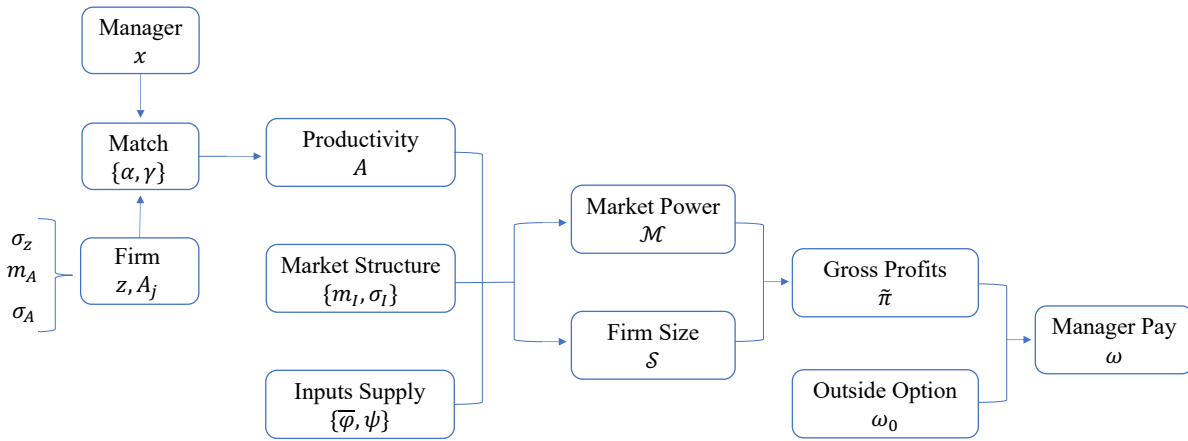 Manager
x
Match
{α, γ}
σ_z
m_A
σ_A
Firm
z, A_j
Productivity
A
Market Structure
{m_I, σ_I}
Inputs Supply
{φ̅, ψ}
Market Power
ℳ
Firm Size
𝒮
Gross Profits
π̃
Outside Option
ω_0
Manager Pay
ω